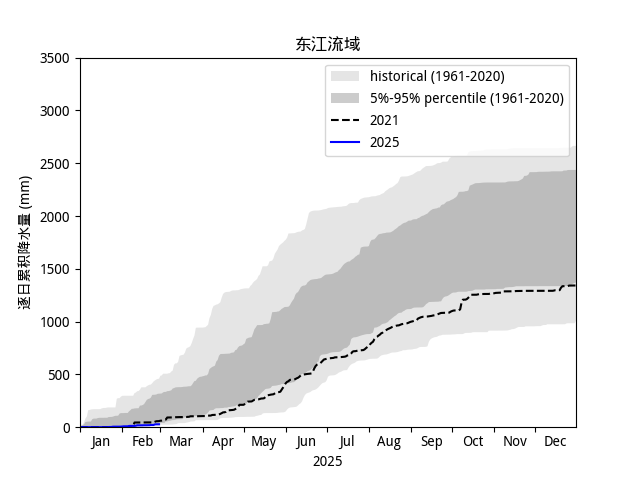 东江流域
3500
3000
2500
2000
1500
1000
500
0
逐日累积降水量 (mm)
historical (1961-2020)
5%-95% percentile (1961-2020)
2021
2025
Jan Feb Mar Apr May Jun Jul Aug Sep Oct Nov Dec
2025